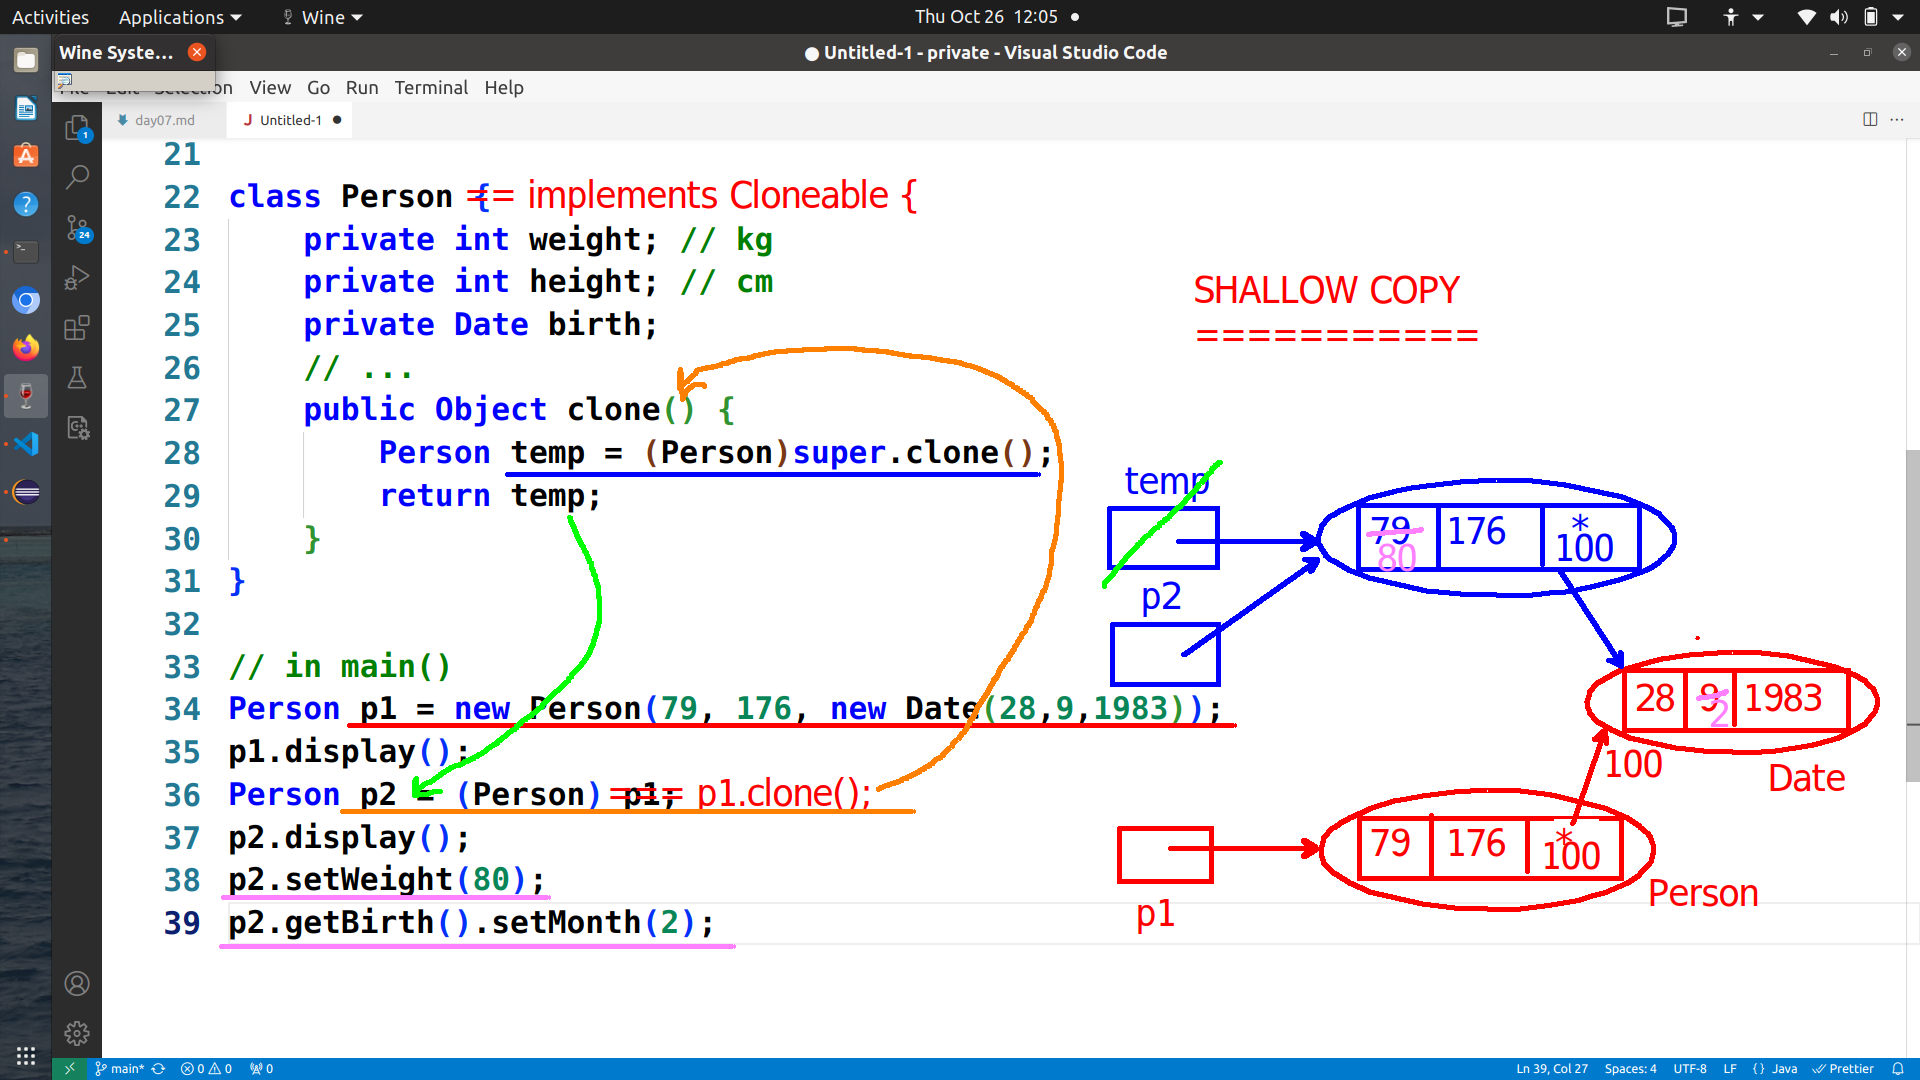 Activities Applications Wine Thu Oct 26 12:05
Wine Syste... Untitled-1 - private - Visual Studio Code
File Edit Selection View Go Run Terminal Help
day07.md J Untitled-1
21
22 class Person { == implements Cloneable {
23 private int weight; // kg
24 private int height; // cm
SHALLOW COPY
===========
25 private Date birth;
26 // ...
27 public Object clone() {
28 Person temp = (Person)super.clone();
29 return temp;
30 }
31 }
32
33 // in main()
34 Person p1 = new Person(79, 176, new Date(28,9,1983));
35 p1.display();
36 Person p2 = (Person) p1; === p1.clone();
37 p2.display();
38 p2.setWeight(80);
39 p2.getBirth().setMonth(2);
temp
79 176 *
80 100
p2
28 9 1983
2
100
Date
79 176 *
100
Person
p1
1
24
main* 0 0 0 Ln 39, Col 27 Spaces: 4 UTF-8 LF {} Java Prettier